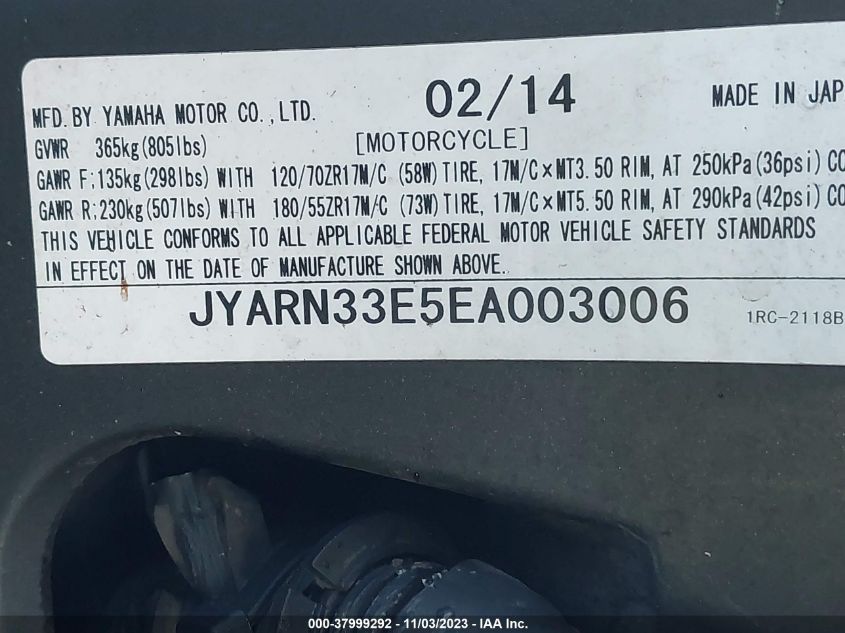 MFD. BY YAMAHA MOTOR CO., LTD. 02/14 MADE IN JAP
GVWR 365kg(805lbs) [MOTORCYCLE]
GAWR F:135kg(298lbs) WITH 120/70ZR17M/C (58W) TIRE, 17M/C×MT3.50 RIM, AT 250kPa(36psi) CO
GAWR R:230kg(507lbs) WITH 180/55ZR17M/C (73W) TIRE, 17M/C×MT5.50 RIM, AT 290kPa(42psi) CO
THIS VEHICLE CONFORMS TO ALL APPLICABLE FEDERAL MOTOR VEHICLE SAFETY STANDARDS
IN EFFECT ON THE DATE OF MANUFACTURE SHOWN ABOVE.
JYARN33E5EA003006 1RC-2118B
000-37999292 - 11/03/2023 - IAA Inc.